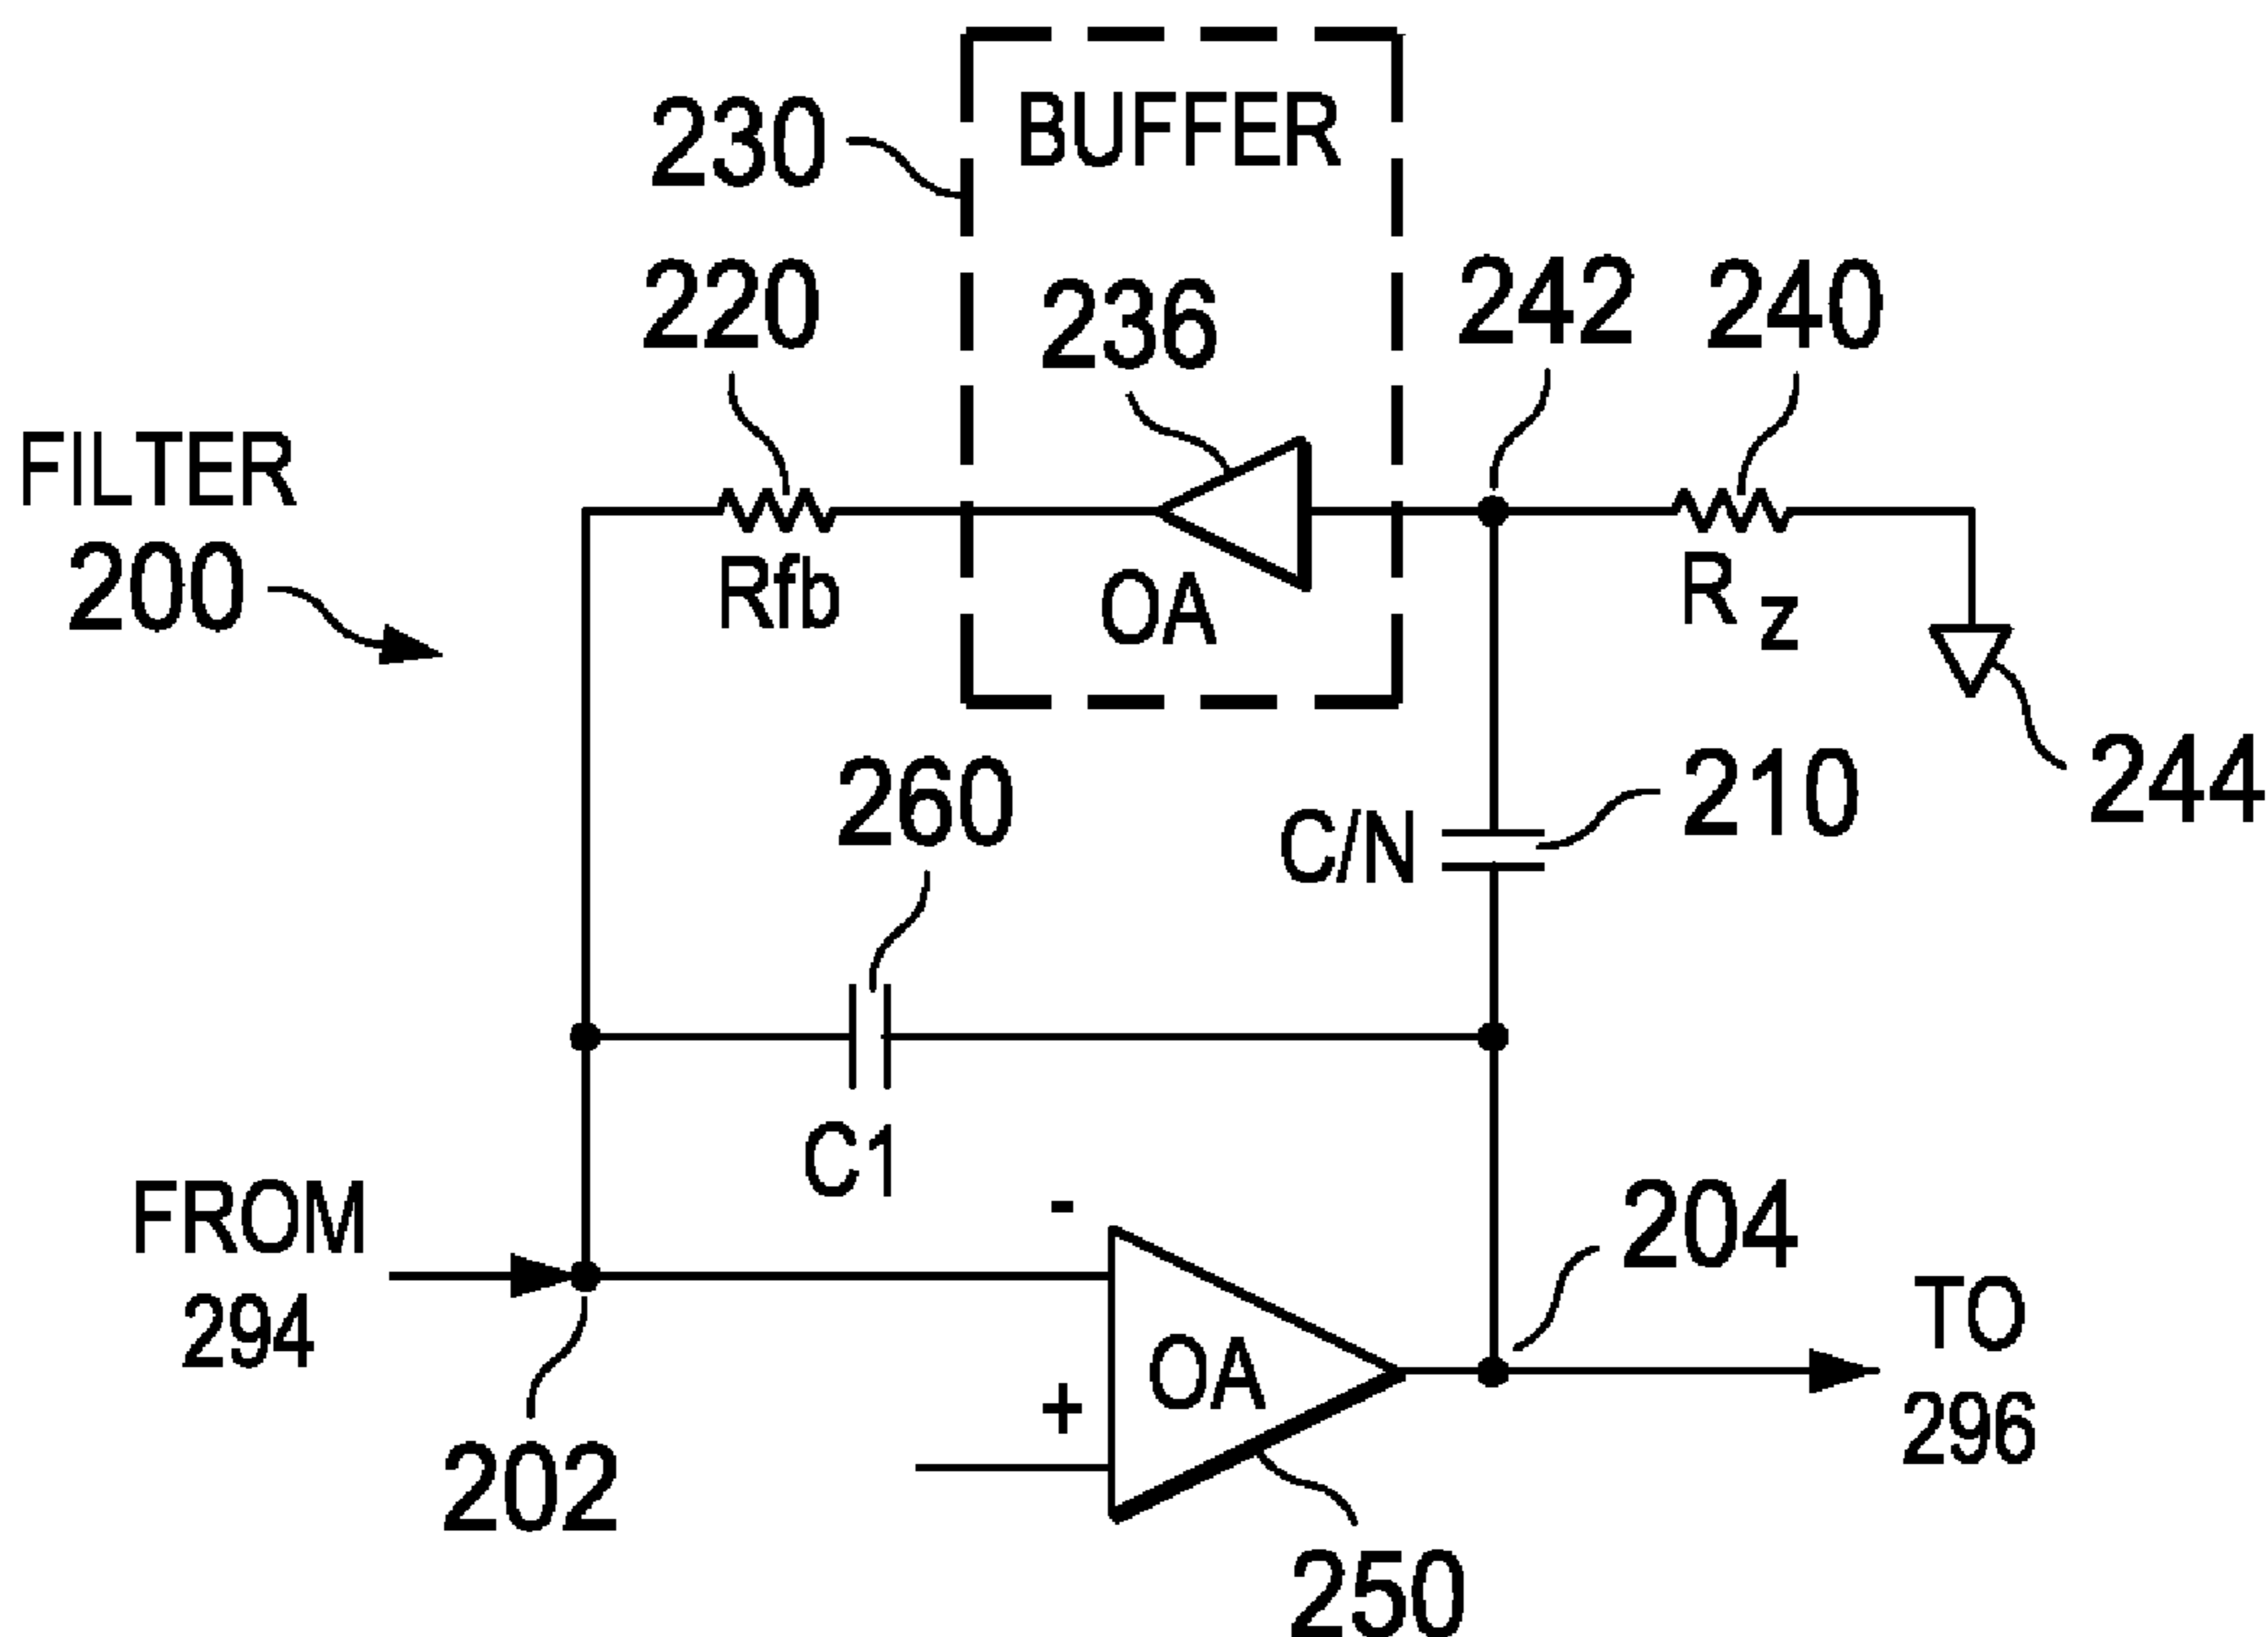 BUFFER
230
220
236
242
240
FILTER
200
Rfb
OA
R z
244
260
C/N
210
C1
FROM
294
-
204
TO
296
OA
+
202
250